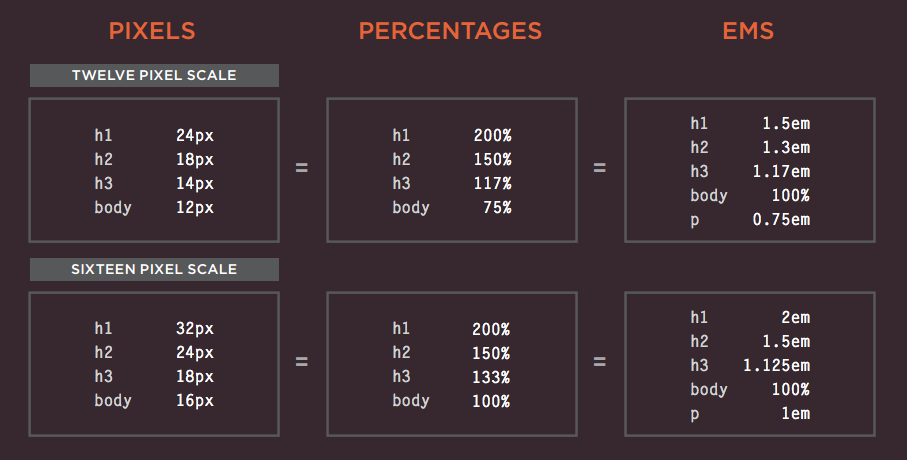 PIXELS PERCENTAGES EMS
TWELVE PIXEL SCALE
h1 24px
h2 18px
h3 14px
body 12px
=
h1 200%
h2 150%
h3 117%
body 75%
=
h1 1.5em
h2 1.3em
h3 1.17em
body 100%
p 0.75em
SIXTEEN PIXEL SCALE
h1 32px
h2 24px
h3 18px
body 16px
=
h1 200%
h2 150%
h3 133%
body 100%
=
h1 2em
h2 1.5em
h3 1.125em
body 100%
p 1em